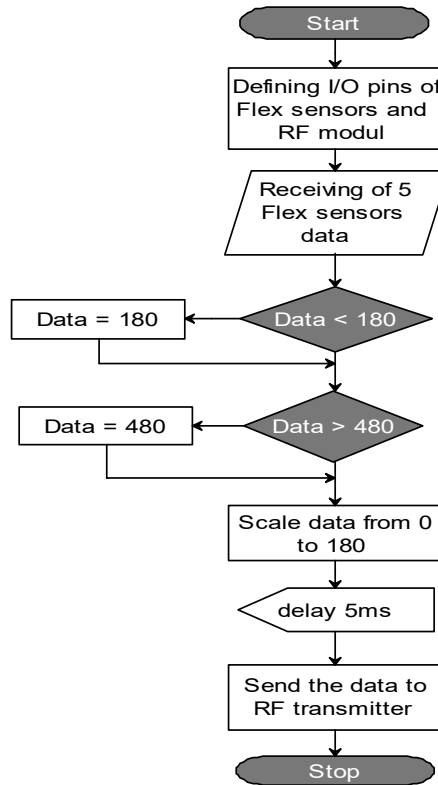 Start
Defining I/O pins of
Flex sensors and
RF modul
Receiving of 5
Flex sensors
data
Data < 180
Data = 180
Data > 480
Data = 480
Scale data from 0
to 180
delay 5ms
Send the data to
RF transmitter
Stop